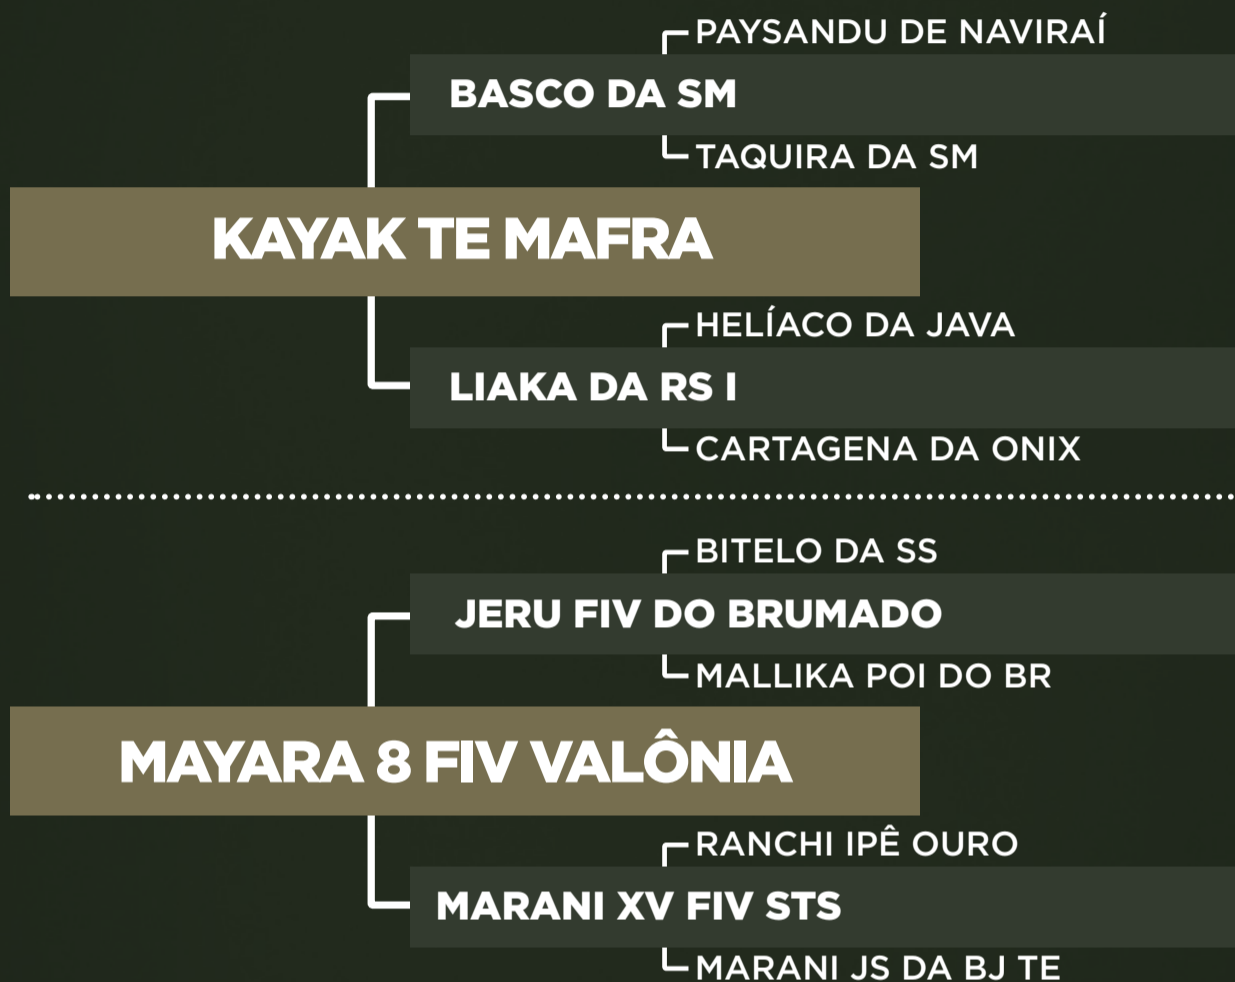 PAYSANDU DE NAVIRAÍ
BASCO DA SM
TAQUIRA DA SM
KAYAK TE MAFRA
HELÍACO DA JAVA
LIAKA DA RS I
CARTAGENA DA ONIX
BITELO DA SS
JERU FIV DO BRUMADO
MALLIKA POI DO BR
MAYARA 8 FIV VALÔNIA
RANCHI IPÊ OURO
MARANI XV FIV STS
MARANI JS DA BJ TE